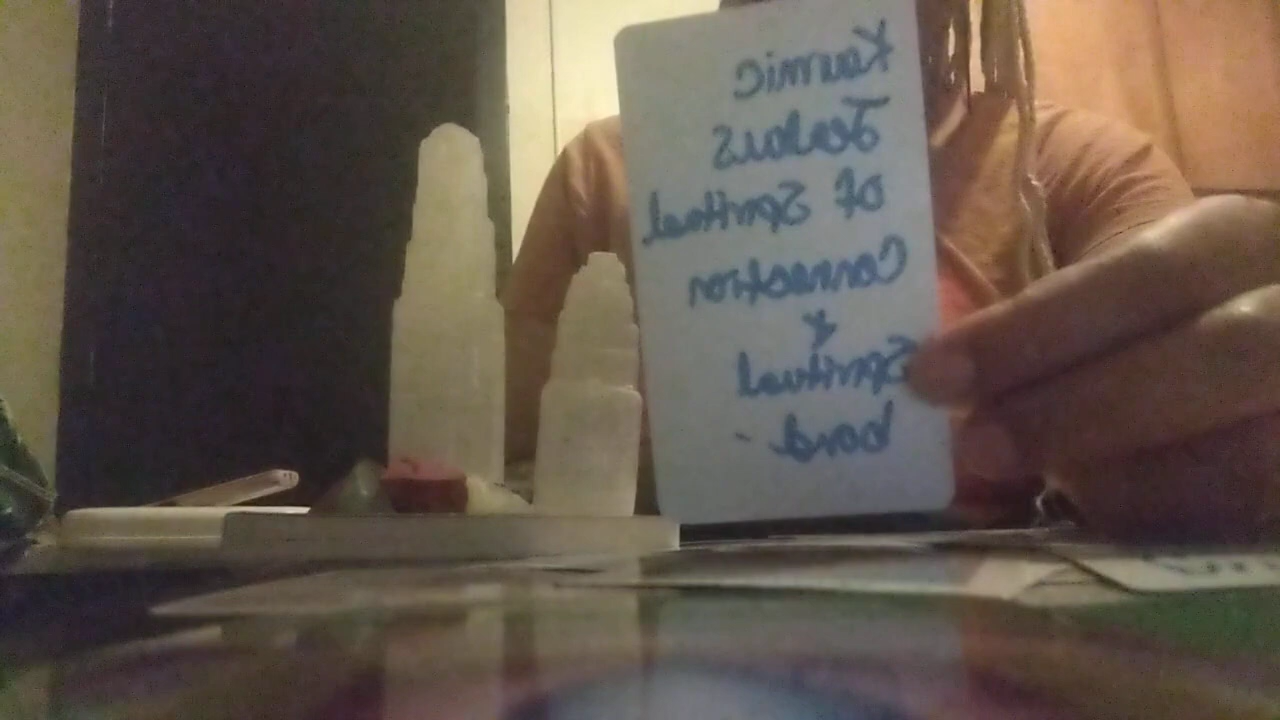 Karmic
Jealous
of Spiritual
Connection
&
Spiritual
bond -